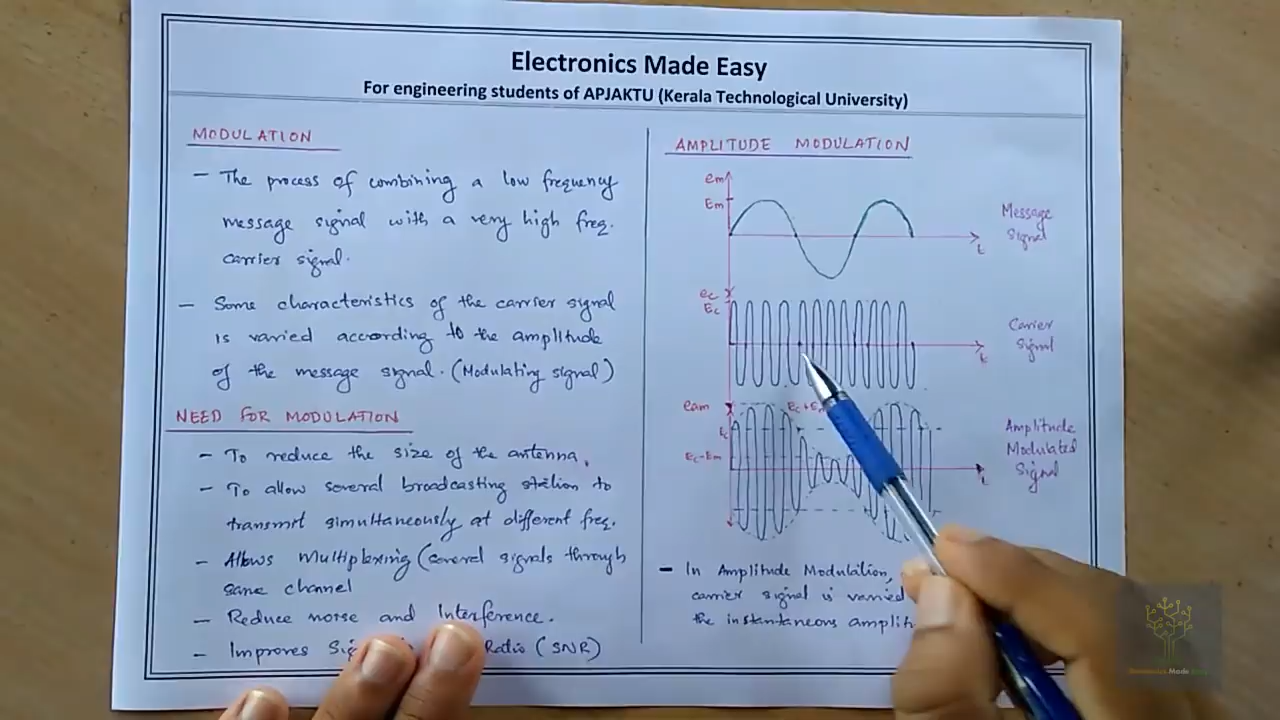 Electronics Made Easy
For engineering students of APJAKTU (Kerala Technological University)
MODULATION
- The process of combining a low frequency
message signal with a very high freq.
carrier signal.
- Some characteristics of the carrier signal
is varied according to the amplitude
of the message signal. (Modulating signal)
NEED FOR MODULATION
- To reduce the size of the antenna.
- To allow several broadcasting station to
transmit simultaneously at different freq.
- Allows Multiplexing (several signals through
same channel
- Reduce noise and Interference.
- Improves Ratio (SNR)
AMPLITUDE MODULATION
em
Em
Message
Signal
t
ec
Ec
Carrier
Signal
t
eam
Ec+Em
Ec
Ec-Em
Amplitude
Modulated
Signal
t
- In Amplitude Modulation,
carrier signal is varied
the instantaneous
Electronics Made Easy